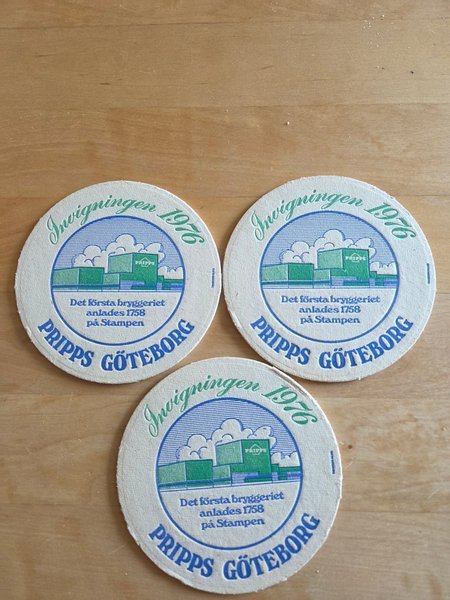 Invigningen 1976
PRIPPS
Det första bryggeriet
anlades 1758
på Stampen
PRIPPS GÖTEBORG
Invigningen 1976
PRIPPS
Det första bryggeriet
anlades 1758
på Stampen
PRIPPS GÖTEBORG
Invigningen 1976
PRIPPS
Det första bryggeriet
anlades 1758
på Stampen
PRIPPS GÖTEBORG